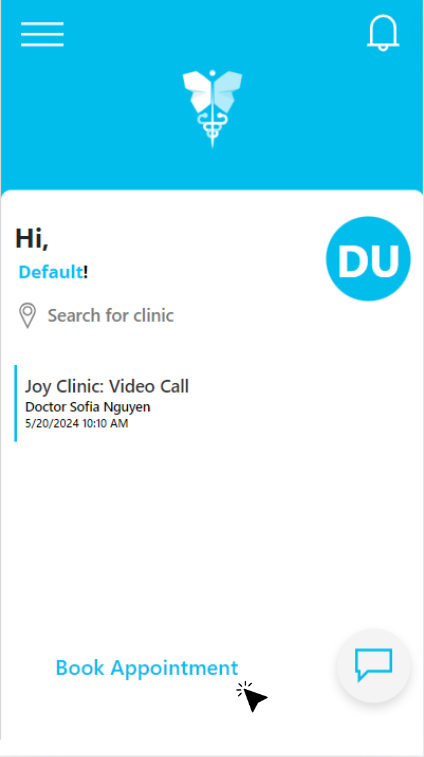 Hi,
DU
Default!
Search for clinic
Joy Clinic: Video Call
Doctor Sofia Nguyen
5/20/2024 10:10 AM
Book Appointment